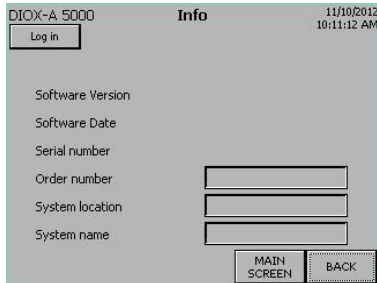 DIOX-A 5000 Info 11/10/2012
10:11:12 AM
Log in
Software Version
Software Date
Serial number
Order number
System location
System name
MAIN
SCREEN
BACK